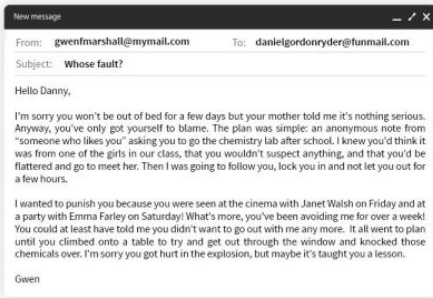 New message
From: gwenfmarshall@mymail.com To: danielgordonryder@funmail.com
Subject: Whose fault?
Hello Danny,
I'm sorry you won't be out of bed for a few days but your mother told me it's nothing serious.
Anyway, you've only got yourself to blame. The plan was simple: an anonymous note from
"someone who likes you" asking you to go the chemistry lab after school. I knew you'd think it
was from one of the girls in our class, that you wouldn't suspect anything, and that you'd be
flattered and go to meet her. Then I was going to follow you, lock you in and not let you out for
a few hours.
I wanted to punish you because you were seen at the cinema with Janet Walsh on Friday and at
a party with Emma Farley on Saturday! What's more, you've been avoiding me for over a week!
You could at least have told me you didn't want to go out with me any more. It all went to plan
until you climbed onto a table to try and get out through the window and knocked those
chemicals over. I'm sorry you got hurt in the explosion, but maybe it's taught you a lesson.
Gwen